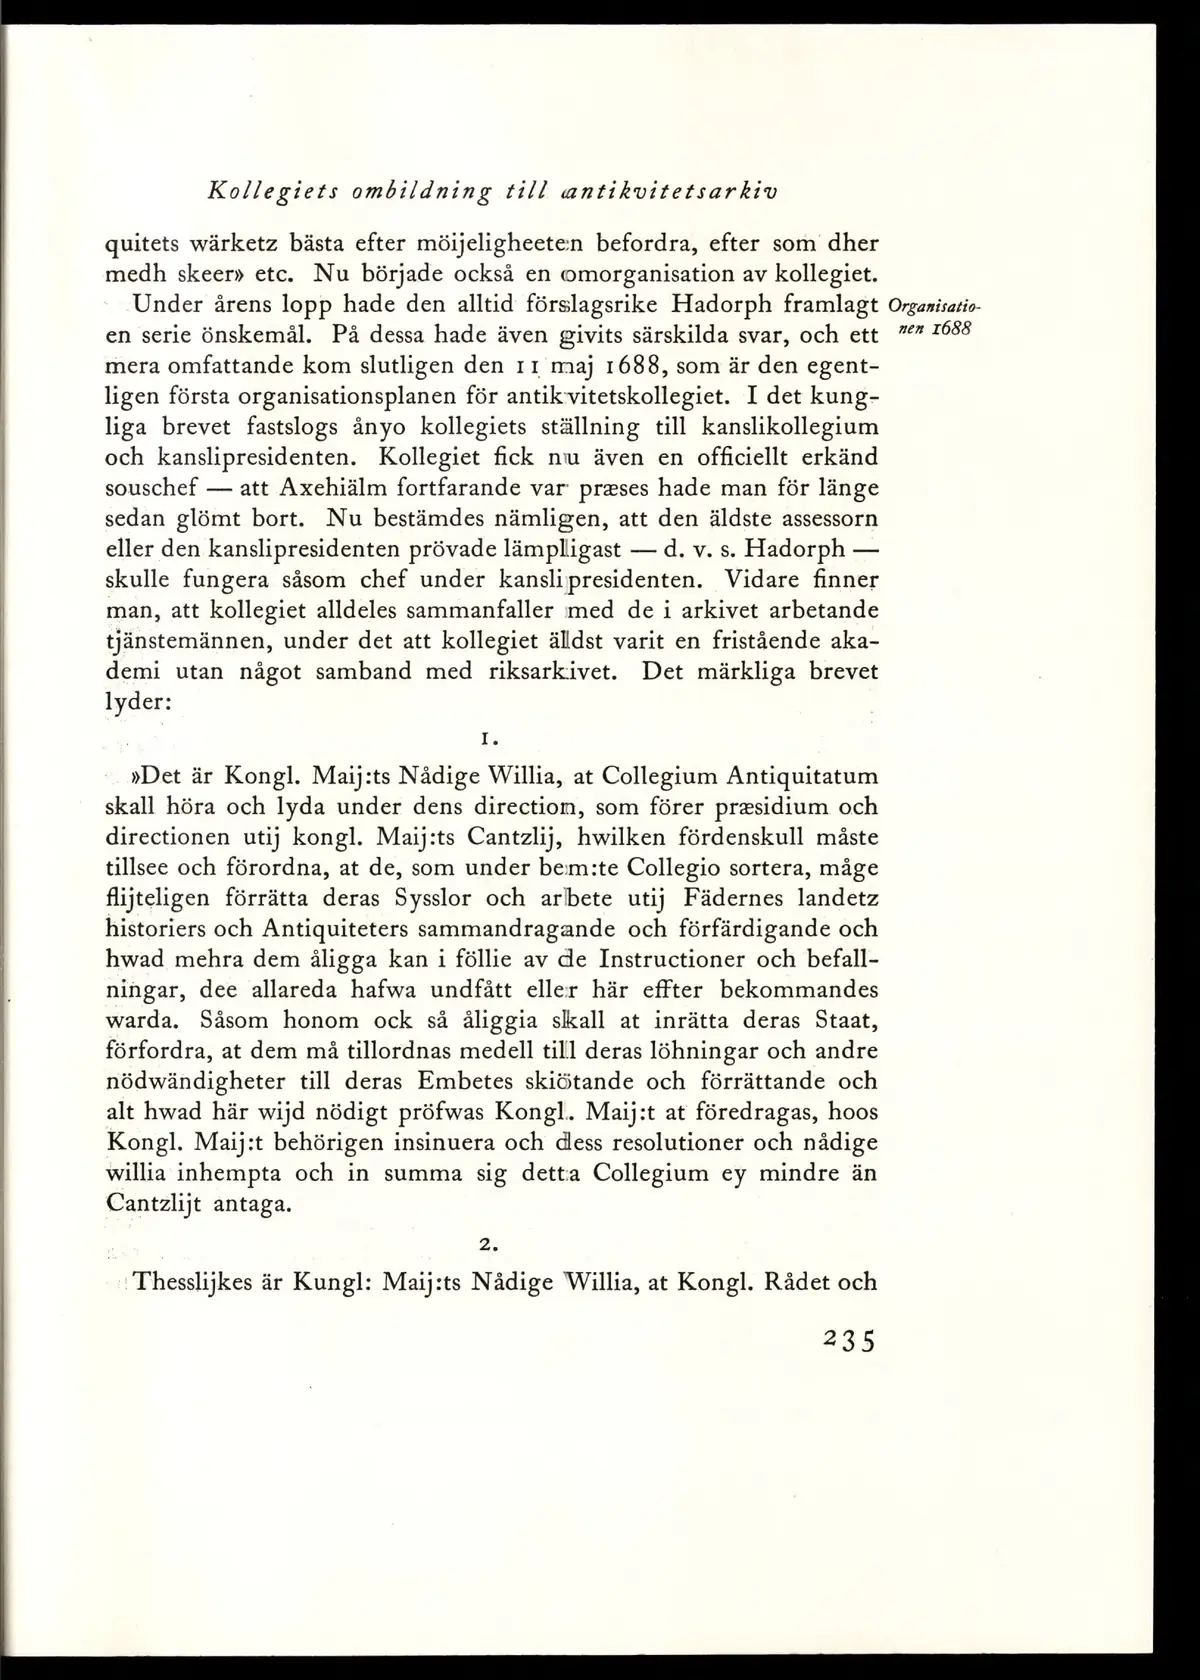 Kollegiets ombildning till antikvitetsarkiv
quitets wärketz bästa efter möijeligheeten befordra, efter som dher
medh skeer» etc. Nu började också en omorganisation av kollegiet.
Under årens lopp hade den alltid förslagsrike Hadorph framlagt
en serie önskemål. På dessa hade även givits särskilda svar, och ett
mera omfattande kom slutligen den 11 maj 1688, som är den egent-
ligen första organisationsplanen för antikvitetskollegiet. I det kung-
liga brevet fastslogs ånyo kollegiets ställning till kanslikollegium
och kanslipresidenten. Kollegiet fick nu även en officiellt erkänd
souschef — att Axehiälm fortfarande var præses hade man för länge
sedan glömt bort. Nu bestämdes nämligen, att den äldste assessorn
eller den kanslipresidenten prövade lämpligast — d. v. s. Hadorph —
skulle fungera såsom chef under kanslipresidenten. Vidare finner
man, att kollegiet alldeles sammanfaller med de i arkivet arbetande
tjänstemännen, under det att kollegiet äldst varit en fristående aka-
demi utan något samband med riksarkivet. Det märkliga brevet
lyder:
Organisatio-
nen 1688
1.
»Det är Kongl. Maij:ts Nådige Willia, at Collegium Antiquitatum
skall höra och lyda under dens direction, som förer præsidium och
directionen utij kongl. Maij:ts Cantzlij, hwilken fördenskull måste
tillsee och förordna, at de, som under bem:te Collegio sortera, måge
flijteligen förrätta deras Sysslor och arbete utij Fädernes landetz
historiers och Antiquiteters sammandragande och förfärdigande och
hwad mehra dem åligga kan i föllie av de Instructioner och befall-
ningar, dee allareda hafwa undfått eller här effter bekommandes
warda. Såsom honom ock så åliggia skall at inrätta deras Staat,
förfordra, at dem må tillordnas medell till deras löhningar och andre
nödwändigheter till deras Embetes skiötande och förrättande och
alt hwad här wijd nödigt pröfwas Kongl. Maij:t at föredragas, hoos
Kongl. Maij:t behörigen insinuera och dess resolutioner och nådige
willia inhempta och in summa sig detta Collegium ey mindre än
Cantzlijt antaga.
2.
Thesslijkes är Kungl: Maij:ts Nådige Willia, at Kongl. Rådet och
235